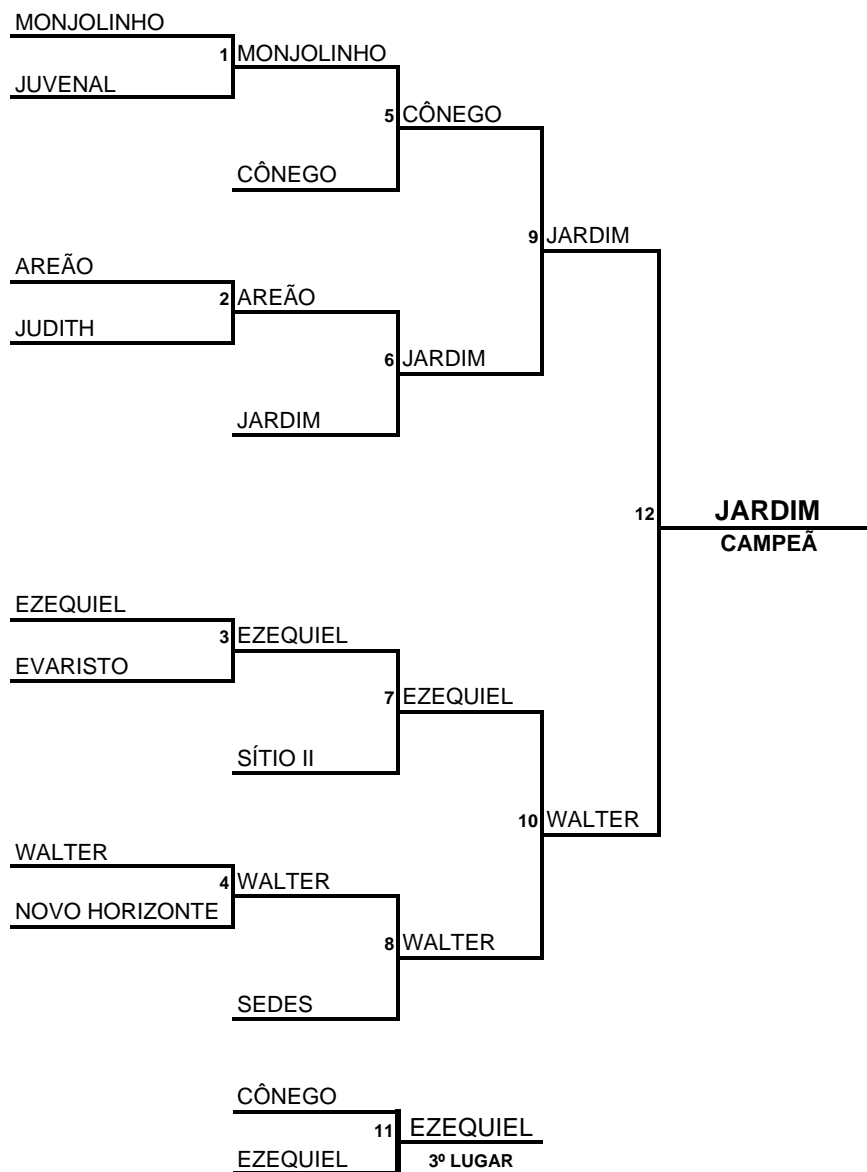 MONJOLINHO
1 MONJOLINHO
JUVENAL
5 CÔNEGO
CÔNEGO
9 JARDIM
AREÃO
2 AREÃO
JUDITH
6 JARDIM
JARDIM
12 JARDIM
CAMPEÃ
EZEQUIEL
3 EZEQUIEL
EVARISTO
7 EZEQUIEL
SÍTIO II
10 WALTER
WALTER
4 WALTER
NOVO HORIZONTE
8 WALTER
SEDES
CÔNEGO
11 EZEQUIEL
EZEQUIEL
3º LUGAR